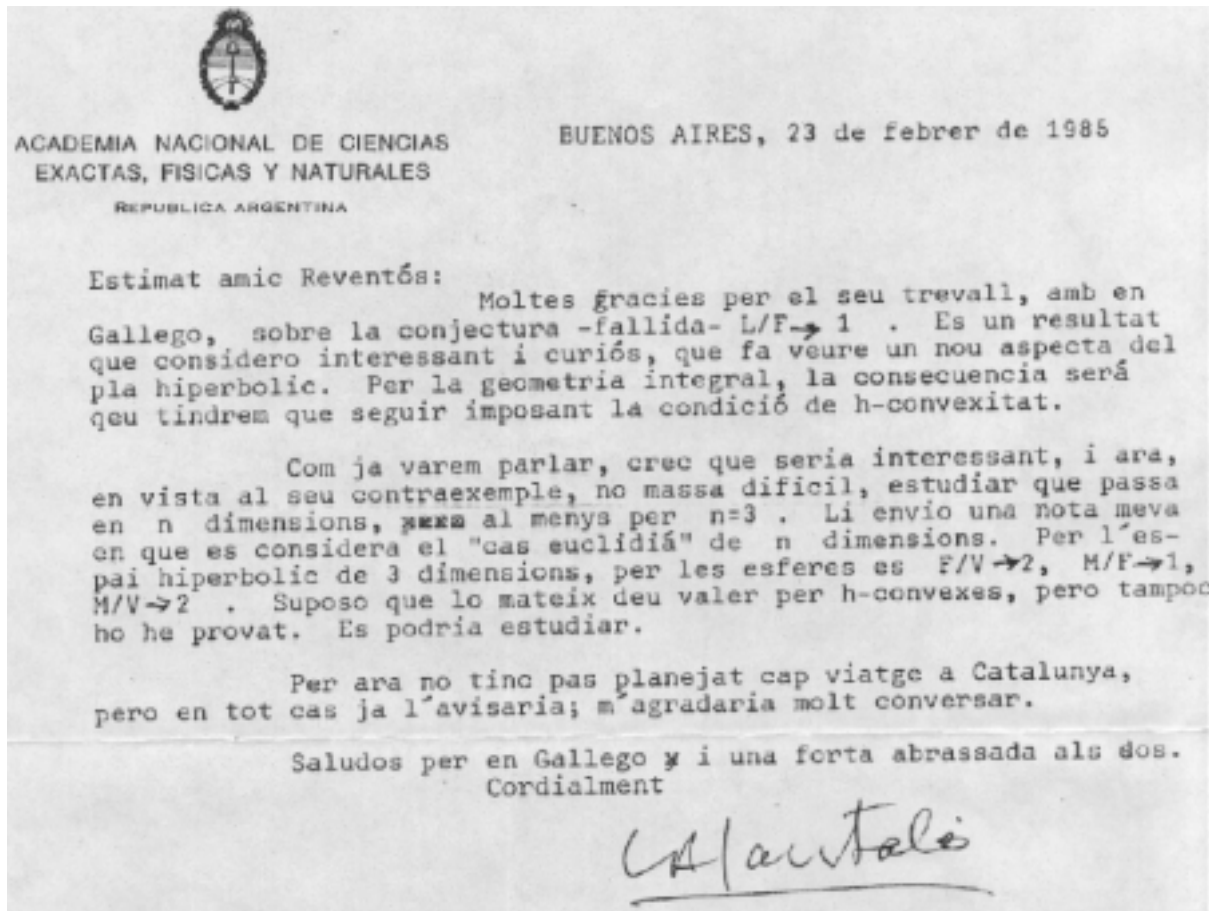 ACADEMIA NACIONAL DE CIENCIAS
EXACTAS, FISICAS Y NATURALES
REPUBLICA ARGENTINA
BUENOS AIRES, 23 de febrer de 1985
Estimat amic Reventós:
Moltes gracies per el seu trevall, amb en
Gallego, sobre la conjectura -fallida- L/F→ 1 . Es un resultat
que considero interessant i curiós, que fa veure un nou aspecta del
pla hiperbolic. Per la geometria integral, la consecuencia será
qeu tindrem que seguir imposant la condició de h-convexitat.
Com ja varem parlar, crec que seria interessant, i ara,
en vista al seu contraexemple, no massa dificil, estudiar que passa
en n dimensions, al menys per n=3 . Li envio una nota meva
en que es considera el "cas euclidiá" de n dimensions. Per l´es-
pai hiperbolic de 3 dimensions, per les esferes es F/V→2, M/F→1,
M/V→2 . Suposo que lo mateix deu valer per h-convexes, pero tampoc
ho he provat. Es podria estudiar.
Per ara no tinc pas planejat cap viatge a Catalunya,
pero en tot cas ja l´avisaria; m´agradaria molt conversar.
Saludos per en Gallego y i una forta abrassada als dos.
Cordialment
LASantaló